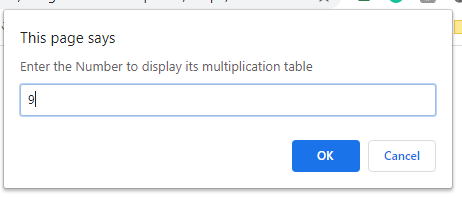 This page says
Enter the Number to display its multiplication table
9
OK
Cancel